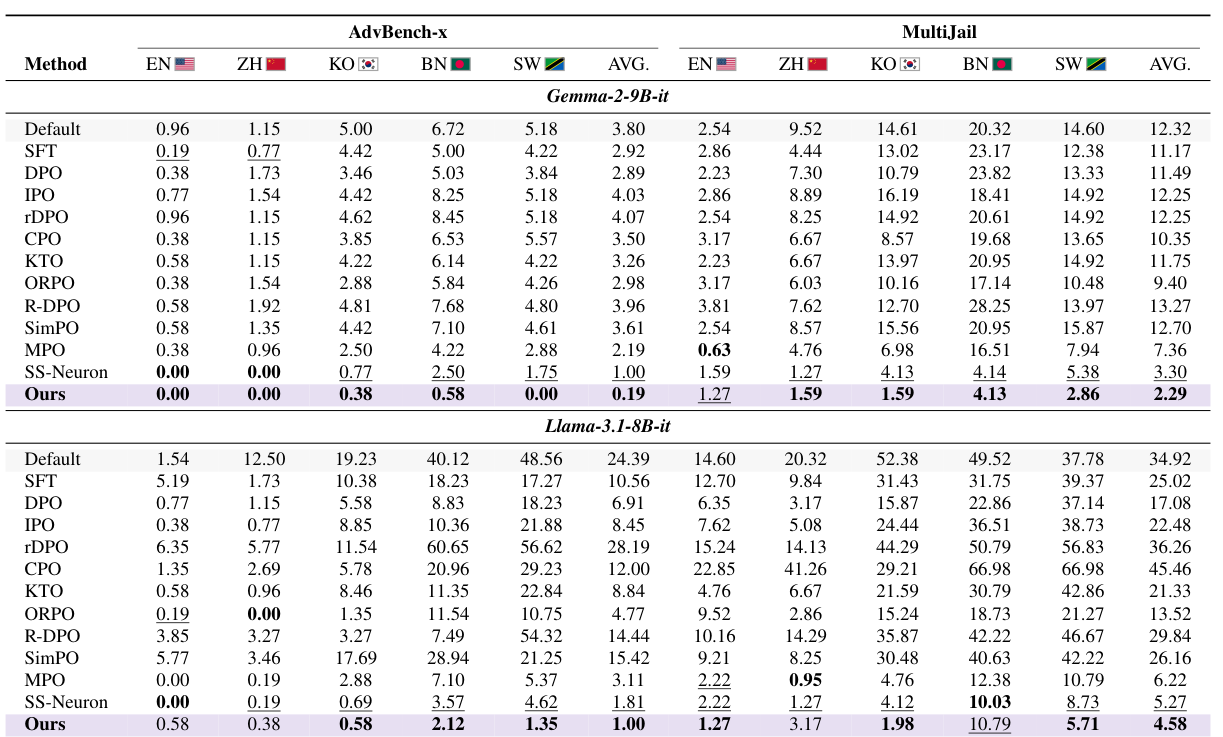 AdvBench-x MultiJail
Method EN ZH KO BN SW AVG. EN ZH KO BN SW AVG.
Gemma-2-9B-it
Default 0.96 1.15 5.00 6.72 5.18 3.80 2.54 9.52 14.61 20.32 14.60 12.32
SFT 0.19 0.77 4.42 5.00 4.22 2.92 2.86 4.44 13.02 23.17 12.38 11.17
DPO 0.38 1.73 3.46 5.03 3.84 2.89 2.23 7.30 10.79 23.82 13.33 11.49
IPO 0.77 1.54 4.42 8.25 5.18 4.03 2.86 8.89 16.19 18.41 14.92 12.25
rDPO 0.96 1.15 4.62 8.45 5.18 4.07 2.54 8.25 14.92 20.61 14.92 12.25
CPO 0.38 1.15 3.85 6.53 5.57 3.50 3.17 6.67 8.57 19.68 13.65 10.35
KTO 0.58 1.15 4.22 6.14 4.22 3.26 2.23 6.67 13.97 20.95 14.92 11.75
ORPO 0.38 1.54 2.88 5.84 4.26 2.98 3.17 6.03 10.16 17.14 10.48 9.40
R-DPO 0.58 1.92 4.81 7.68 4.80 3.96 3.81 7.62 12.70 28.25 13.97 13.27
SimPO 0.58 1.35 4.42 7.10 4.61 3.61 2.54 8.57 15.56 20.95 15.87 12.70
MPO 0.38 0.96 2.50 4.22 2.88 2.19 0.63 4.76 6.98 16.51 7.94 7.36
SS-Neuron 0.00 0.00 0.77 2.50 1.75 1.00 1.59 1.27 4.13 4.14 5.38 3.30
Ours 0.00 0.00 0.38 0.58 0.00 0.19 1.27 1.59 1.59 4.13 2.86 2.29
Llama-3.1-8B-it
Default 1.54 12.50 19.23 40.12 48.56 24.39 14.60 20.32 52.38 49.52 37.78 34.92
SFT 5.19 1.73 10.38 18.23 17.27 10.56 12.70 9.84 31.43 31.75 39.37 25.02
DPO 0.77 1.15 5.58 8.83 18.23 6.91 6.35 3.17 15.87 22.86 37.14 17.08
IPO 0.38 0.77 8.85 10.36 21.88 8.45 7.62 5.08 24.44 36.51 38.73 22.48
rDPO 6.35 5.77 11.54 60.65 56.62 28.19 15.24 14.13 44.29 50.79 56.83 36.26
CPO 1.35 2.69 5.78 20.96 29.23 12.00 22.85 41.26 29.21 66.98 66.98 45.46
KTO 0.58 0.96 8.46 11.35 22.84 8.84 4.76 6.67 21.59 30.79 42.86 21.33
ORPO 0.19 0.00 1.35 11.54 10.75 4.77 9.52 2.86 15.24 18.73 21.27 13.52
R-DPO 3.85 3.27 3.27 7.49 54.32 14.44 10.16 14.29 35.87 42.22 46.67 29.84
SimPO 5.77 3.46 17.69 28.94 21.25 15.42 9.21 8.25 30.48 40.63 42.22 26.16
MPO 0.00 0.19 2.88 7.10 5.37 3.11 2.22 0.95 4.76 12.38 10.79 6.22
SS-Neuron 0.00 0.19 0.69 3.57 4.62 1.81 2.22 1.27 4.12 10.03 8.73 5.27
Ours 0.58 0.38 0.58 2.12 1.35 1.00 1.27 3.17 1.98 10.79 5.71 4.58